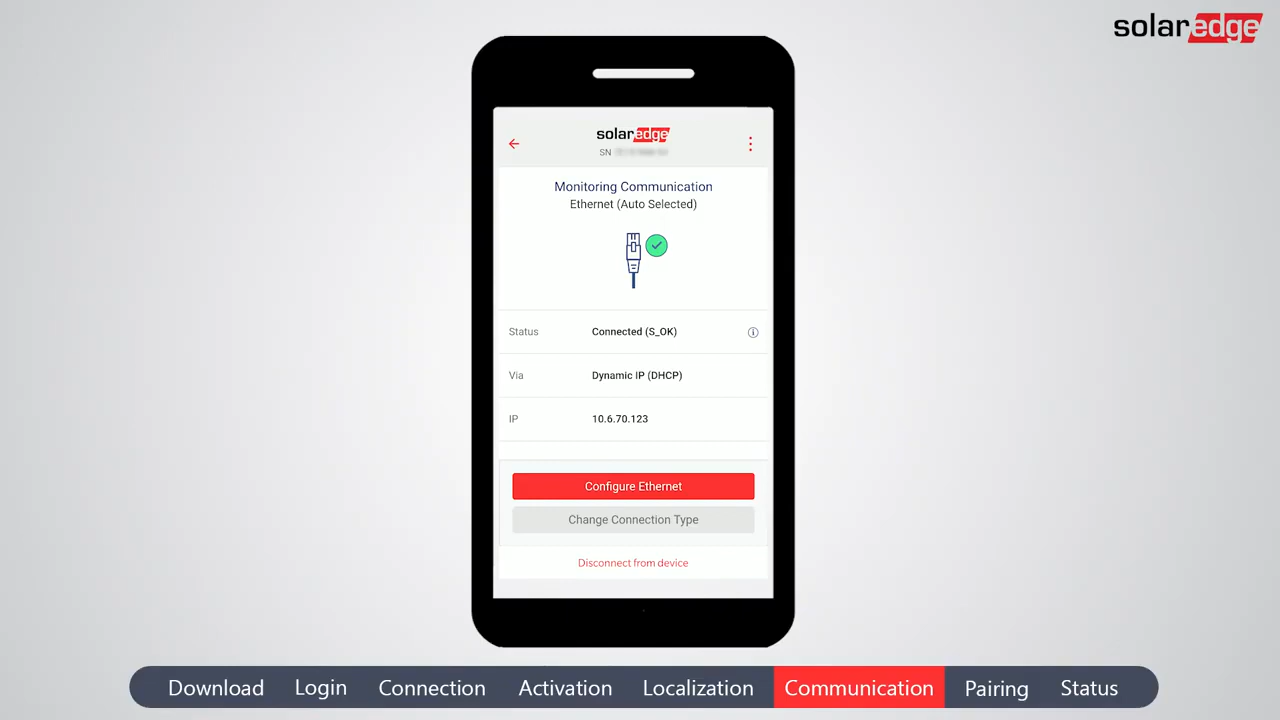 solaredge
solaredge
SN
Monitoring Communication
Ethernet (Auto Selected)
Status Connected (S_OK)
Via Dynamic IP (DHCP)
IP 10.6.70.123
Configure Ethernet
Change Connection Type
Disconnect from device
Download Login Connection Activation Localization Communication Pairing Status